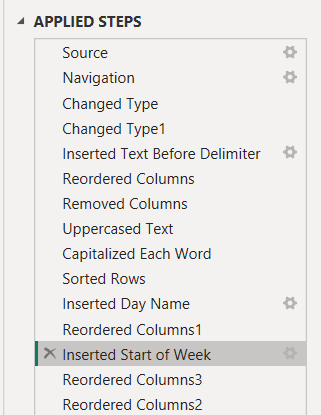 APPLIED STEPS
Source
Navigation
Changed Type
Changed Type1
Inserted Text Before Delimiter
Reordered Columns
Removed Columns
Uppercased Text
Capitalized Each Word
Sorted Rows
Inserted Day Name
Reordered Columns1
Inserted Start of Week
Reordered Columns3
Reordered Columns2